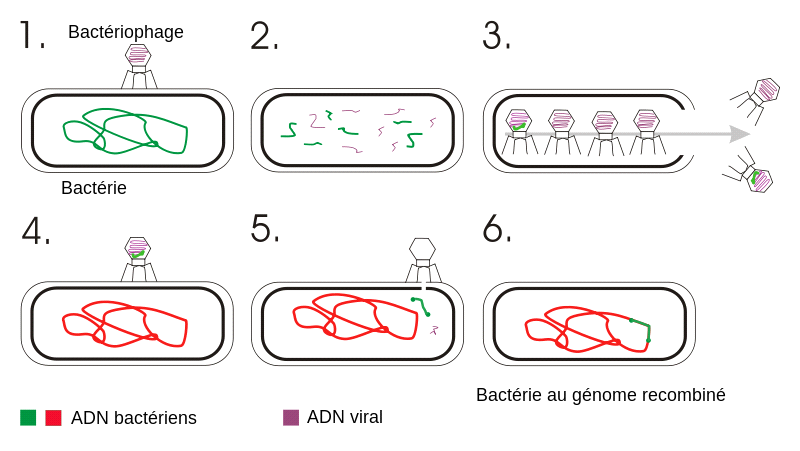 1.
Bactériophage
2.
3.
Bactérie
4.
5.
6.
Bactérie au génome recombiné
ADN bactériens
ADN viral